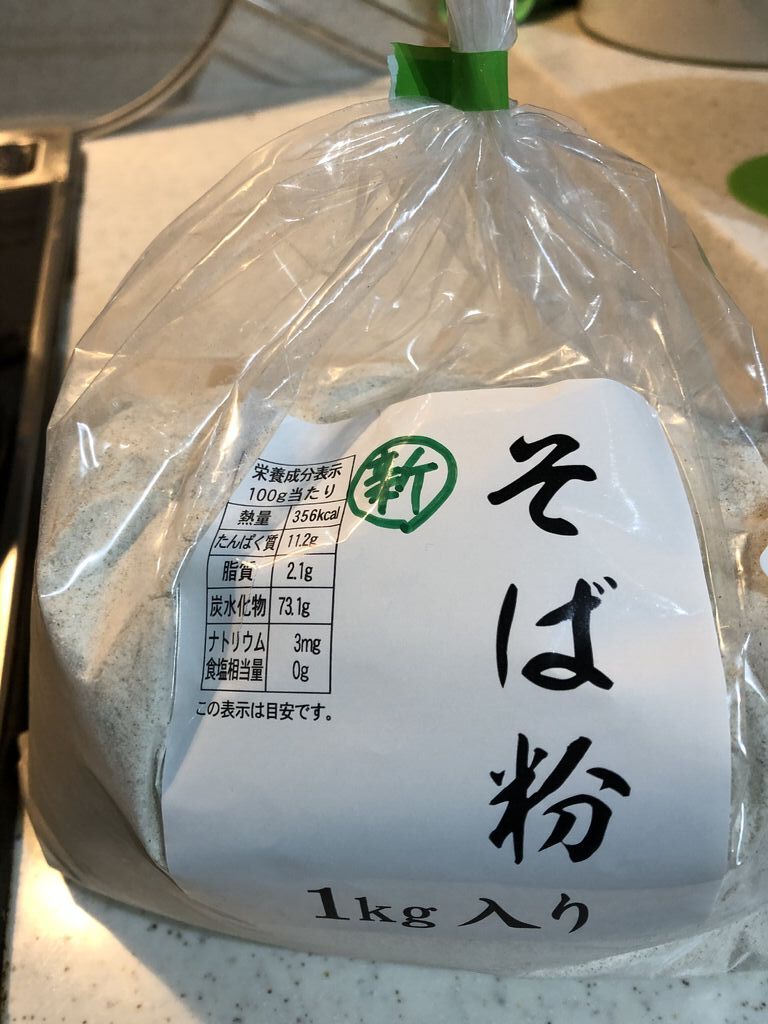 そば粉
新
栄養成分表示
100g当たり
熱量 356kcal
たんぱく質 11.2g
脂質 2.1g
炭水化物 73.1g
ナトリウム 3mg
食塩相当量 0g
この表示は目安です。
1kg入り